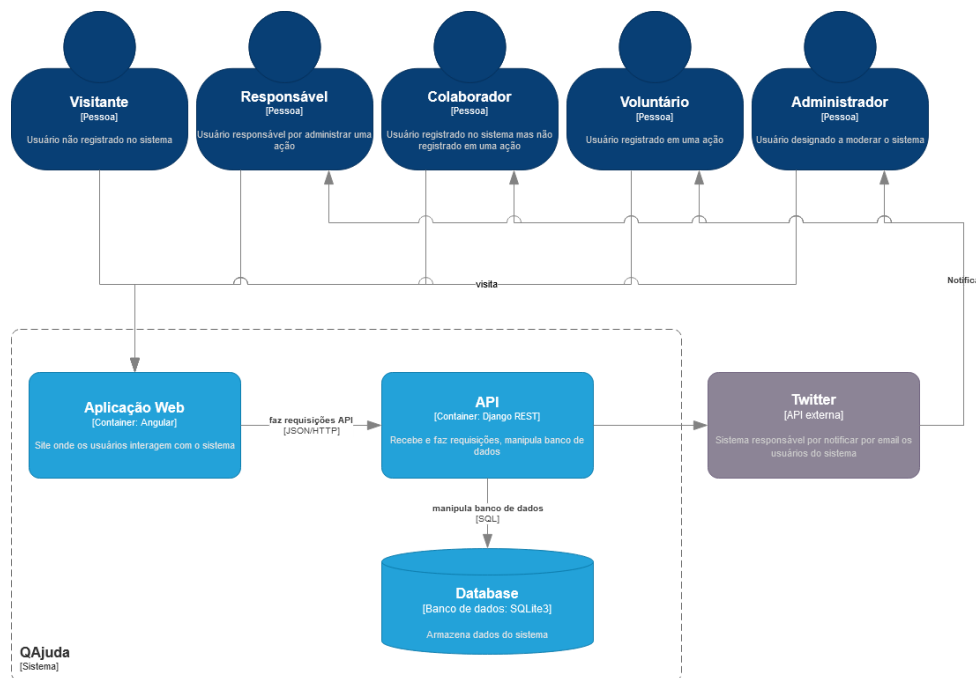 Visitante
[Pessoa]
Usuário não registrado no sistema
Responsável
[Pessoa]
Usuário responsável por administrar uma
ação
Colaborador
[Pessoa]
Usuário registrado no sistema mas não
registrado em uma ação
Voluntário
[Pessoa]
Usuário registrado em uma ação
Administrador
[Pessoa]
Usuário designado a moderar o sistema
visita
Notifica
Aplicação Web
[Container: Angular]
Site onde os usuários interagem com o sistema
faz requisições API
[JSON/HTTP]
API
[Container: Django REST]
Recebe e faz requisições, manipula banco de
dados
Twitter
[API externa]
Sistema responsável por notificar por email os
usuários do sistema
manipula banco de dados
[SQL]
Database
[Banco de dados: SQLite3]
Armazena dados do sistema
QAjuda
[Sistema]